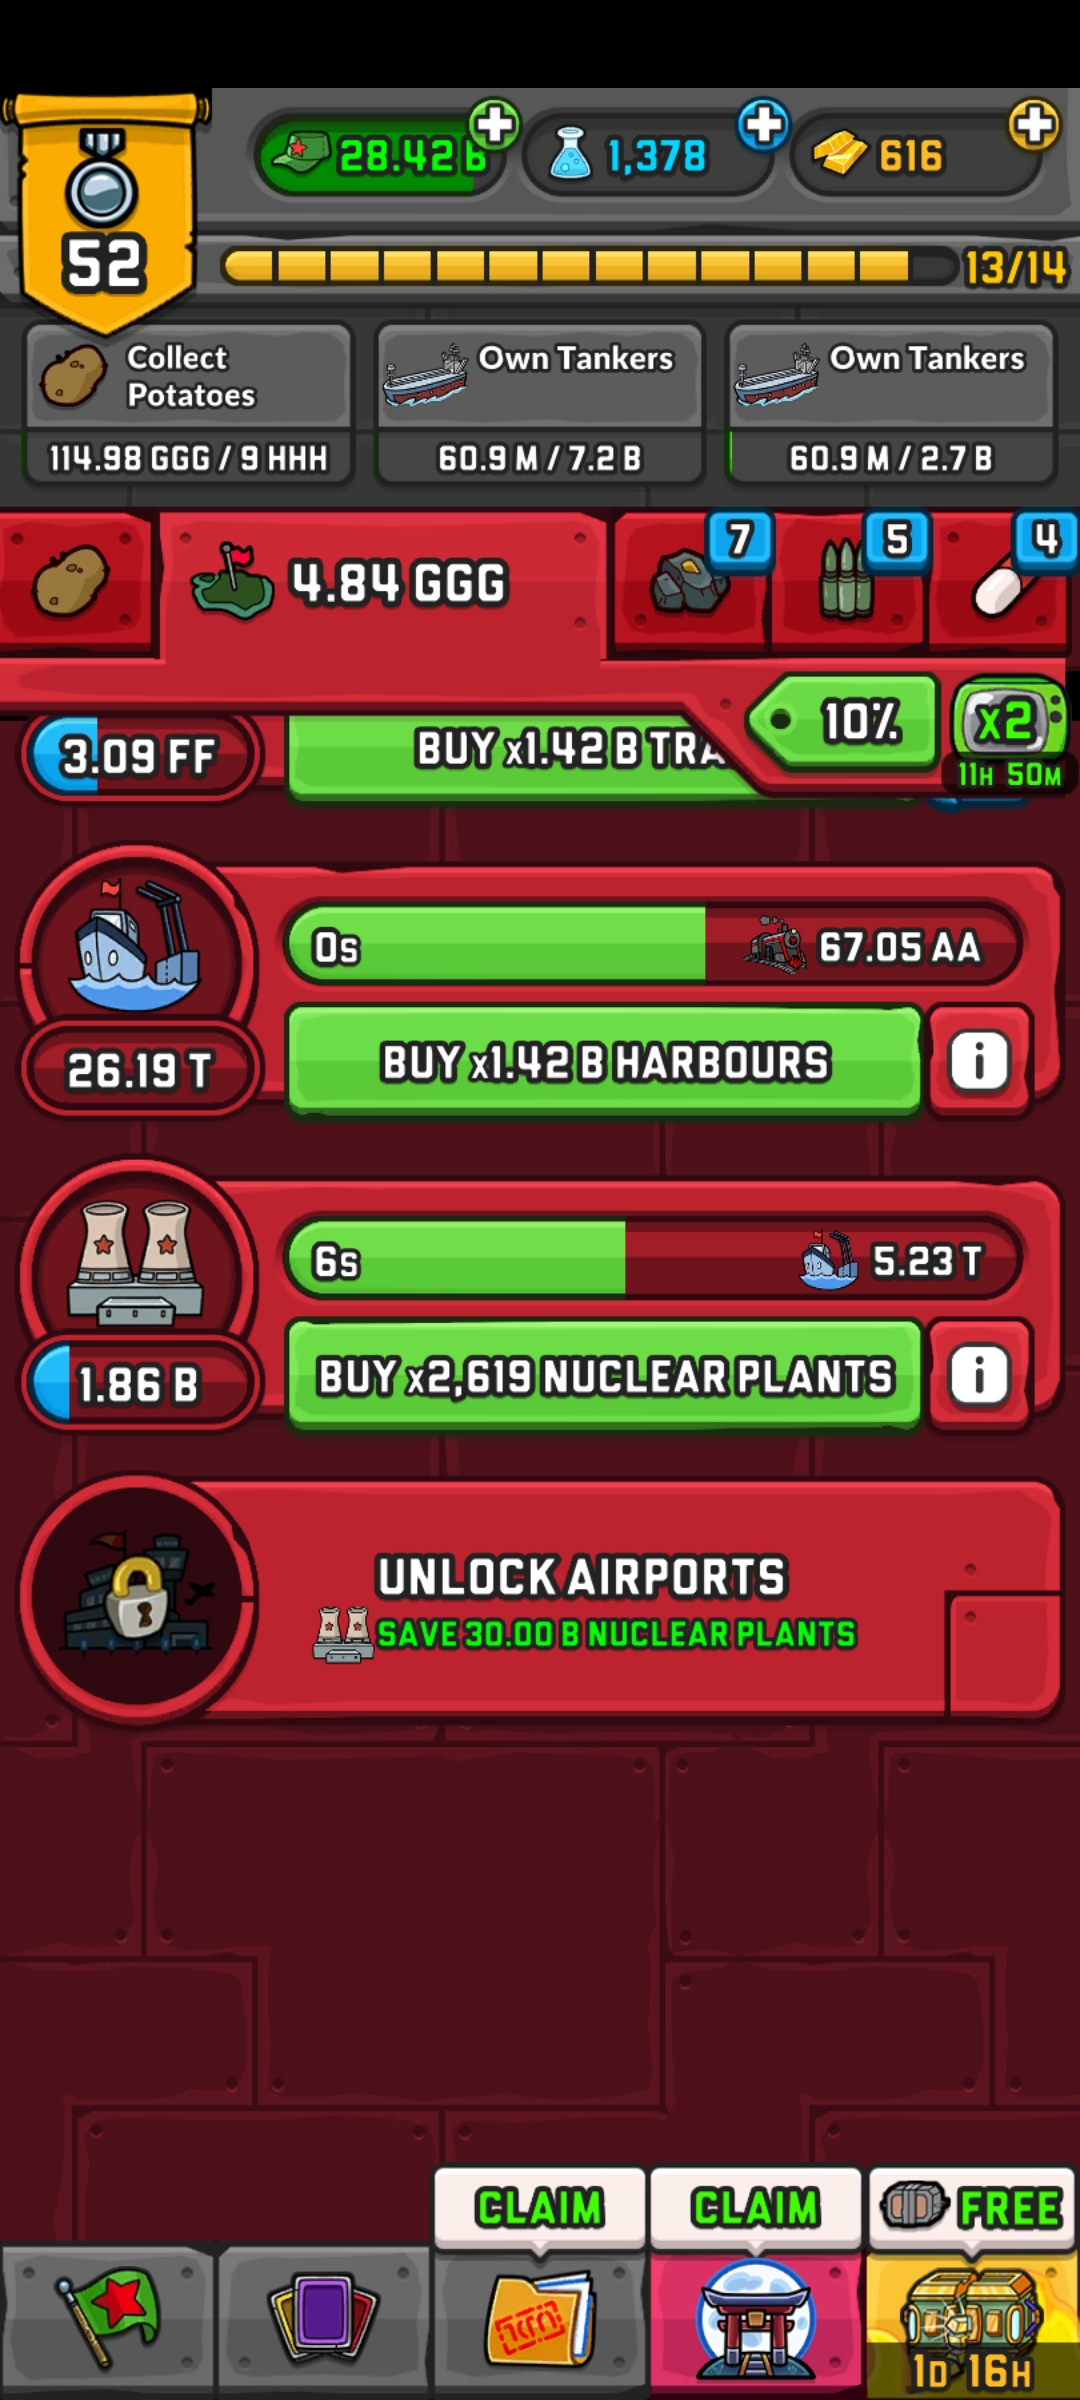 28.42 B
1,378
616
52
13/14
Collect
Potatoes
114.98 GGG / 9 HHH
Own Tankers
60.9 M / 7.2 B
Own Tankers
60.9 M / 2.7 B
4.84 GGG
7
5
4
10%
x2
11H 50M
3.09 FF
BUY x1.42 B TRA
0s
67.05 AA
26.19 T
BUY x1.42 B HARBOURS
i
6s
5.23 T
1.86 B
BUY x2,619 NUCLEAR PLANTS
i
UNLOCK AIRPORTS
SAVE 30.00 B NUCLEAR PLANTS
CLAIM
CLAIM
FREE
1D 16H